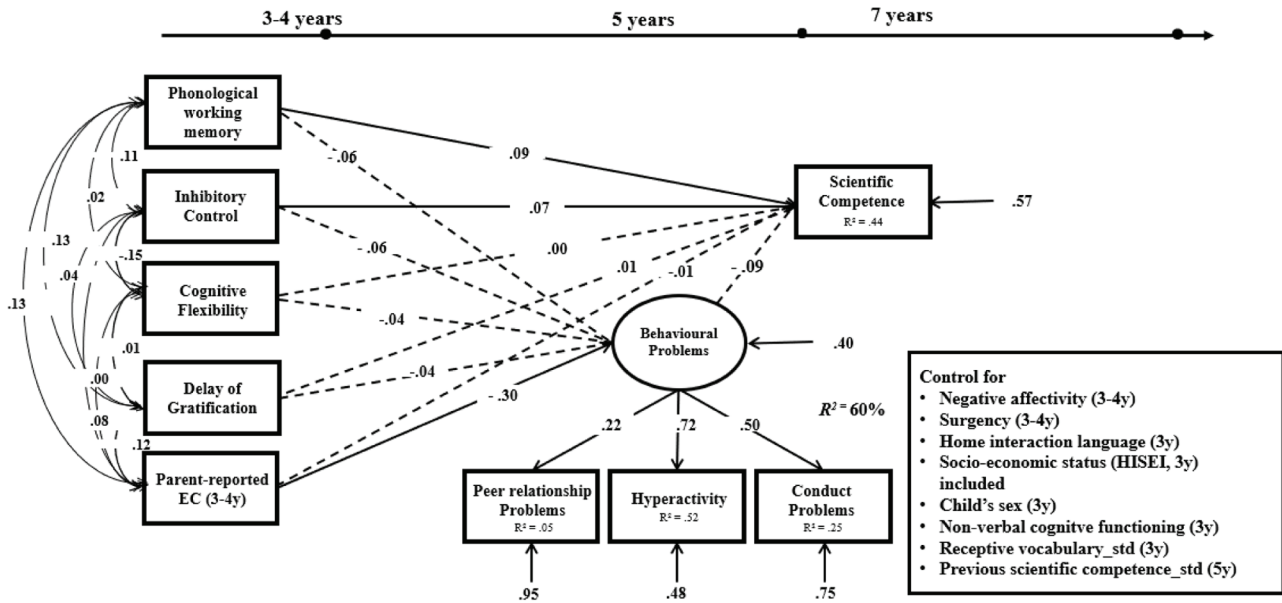 3-4 years
5 years
7 years
Phonological
working
memory
Inhibitory
Control
Cognitive
Flexibility
Delay of
Gratification
Parent-reported
EC (3-4y)
.11
.02
.13
-.15
.04
.13
.01
.00
.08
.12
- .06
.09
.07
- .06
.00
.01
-.01
- .09
-.04
-.04
- .30
Scientific
Competence
R² = .44
.57
Behavioural
Problems
.40
R² = 60%
.22
.72
.50
Peer relationship
Problems
R² = .05
Hyperactivity
R² = .52
Conduct
Problems
R² = .25
.95
.48
.75
Control for
• Negative affectivity (3-4y)
• Surgency (3-4y)
• Home interaction language (3y)
• Socio-economic status (HISEI, 3y)
included
• Child's sex (3y)
• Non-verbal cognitve functioning (3y)
• Receptive vocabulary_std (3y)
• Previous scientific competence_std (5y)